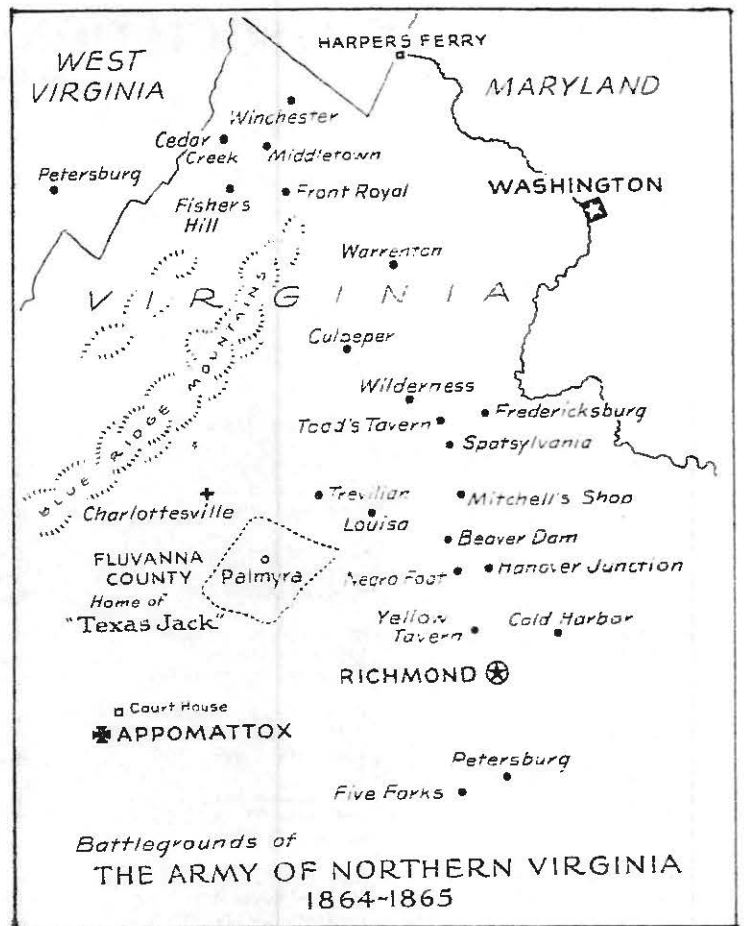 HARPERS FERRY
WEST
VIRGINIA
MARYLAND
Winchester
Cedar
Creek
Middletown
Petersburg
Fishers
Hill
Front Royal
WASHINGTON
Warrenton
VIRGINIA
BLUE RIDGE MOUNTAINS
Culpeper
Wilderness
Fredericksburg
Todd's Tavern
Spotsylvania
Charlottesville
Trevilian
Louisa
Mitchell's Shop
Beaver Dam
FLUVANNA
COUNTY
Palmyra
Home of
"Texas Jack"
Negro Foot
Hanover Junction
Yellow
Tavern
Cold Harbor
RICHMOND
Court House
APPOMATTOX
Petersburg
Five Forks
Battlegrounds of
THE ARMY OF NORTHERN VIRGINIA
1864-1865